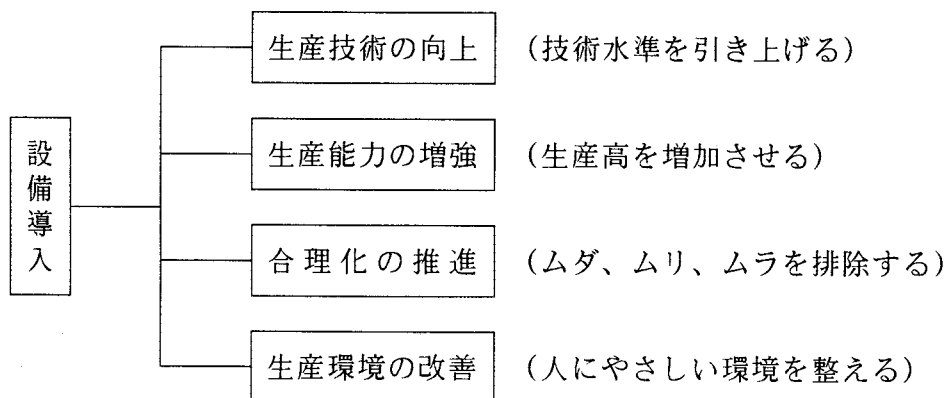 設備導入
生産技術の向上 (技術水準を引き上げる)
生産能力の増強 (生産高を増加させる)
合理化の推進 (ムダ、ムリ、ムラを排除する)
生産環境の改善 (人にやさしい環境を整える)